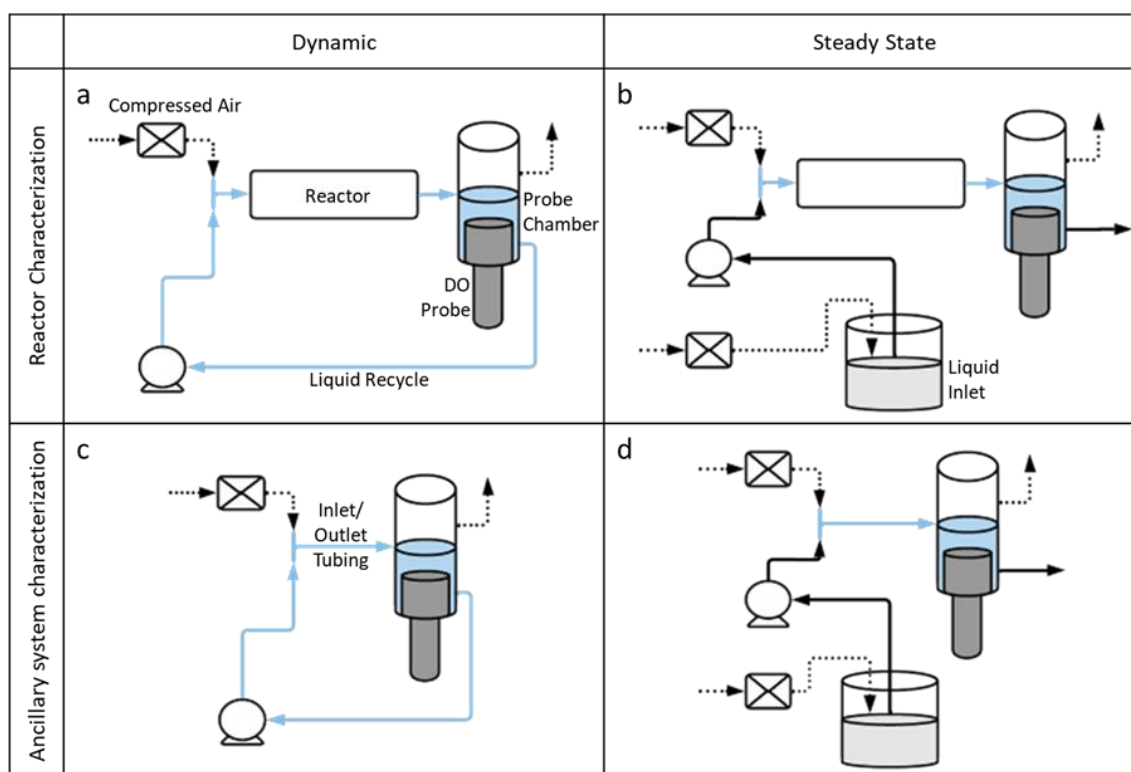 Dynamic
Steady State
Reactor Characterization
a
Compressed Air
Reactor
Probe
Chamber
DO
Probe
Liquid Recycle
b
Liquid
Inlet
Ancillary system characterization
c
Inlet/
Outlet
Tubing
d